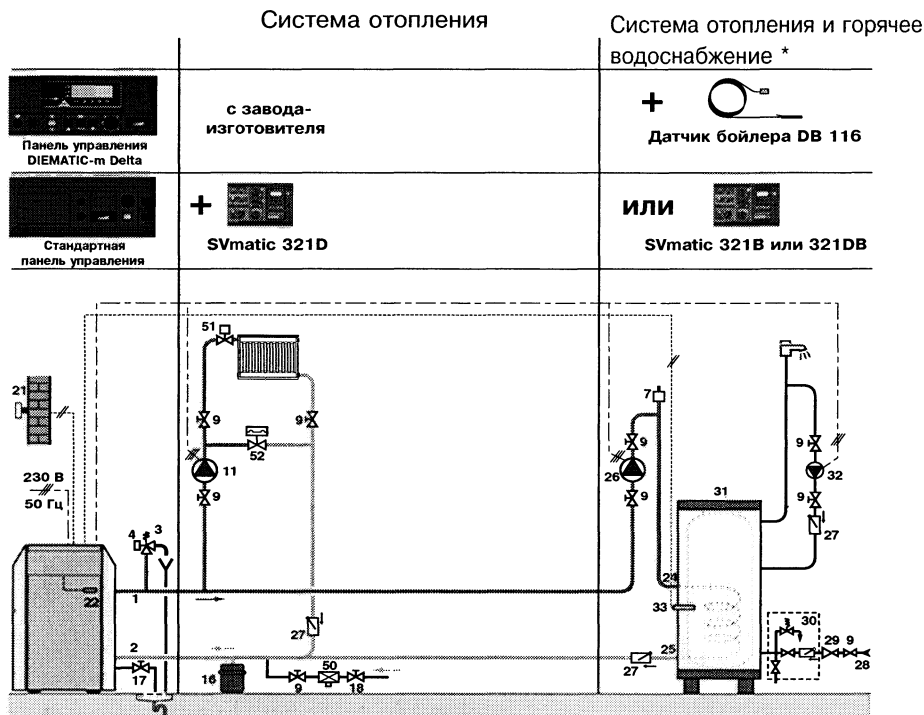 Система отопления
Система отопления и горячее
водоснабжение *
Панель управления
DIEMATIC-m Delta
с завода-
изготовителя
+
Датчик бойлера DB 116
Стандартная
панель управления
+
SVmatic 321D
или
SVmatic 321B или 321DB
51
21
7
9
9
9
9
52
11
26
32
230 В
50 Гц
9
9
9
31
4
3
27
22
1
24
33
27
30
2
25
29
9
17
16
9
50
18
27
28